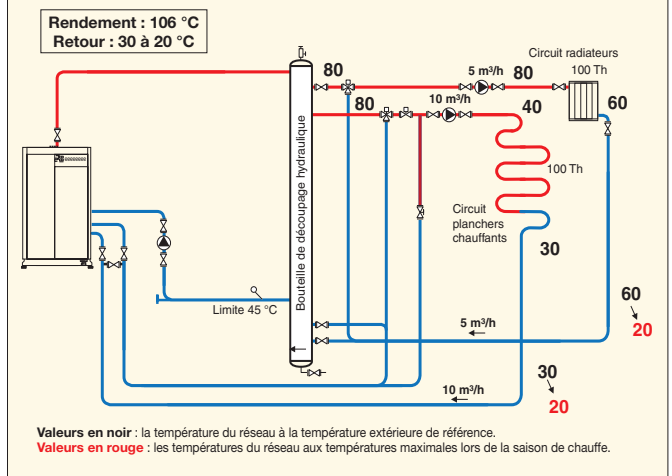 Rendement : 106 °C
Retour : 30 à 20 °C
Circuit radiateurs
100 Th
80
5 m³/h
80
60
80
10 m³/h
40
Bouteille de découpage hydraulique
100 Th
Circuit
planchers
chauffants
30
Limite 45 °C
60
5 m³/h
20
30
10 m³/h
20
Valeurs en noir : la température du réseau à la température extérieure de référence.
Valeurs en rouge : les températures du réseau aux températures maximales lors de la saison de chauffe.